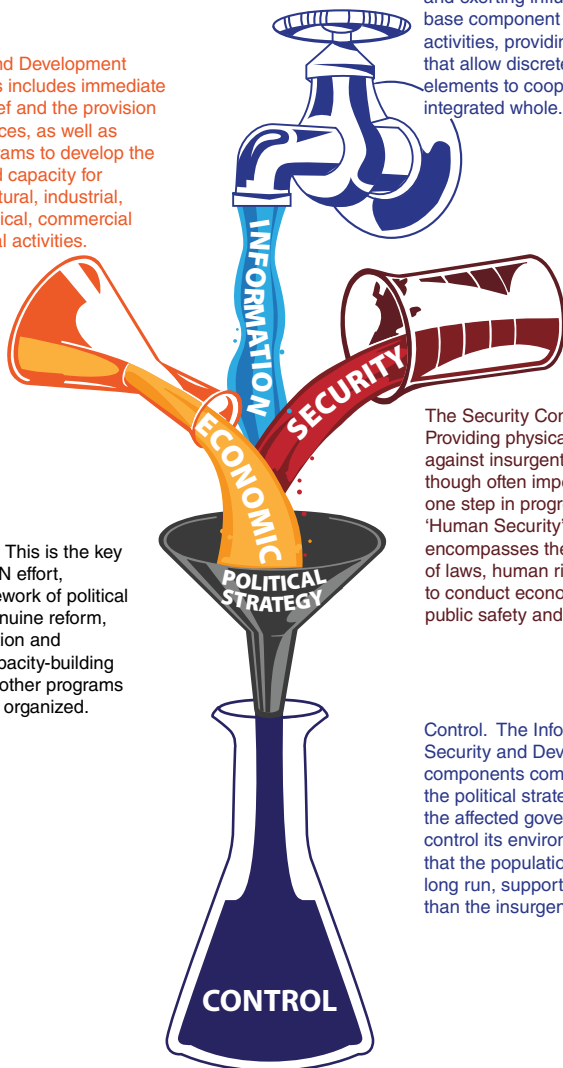 and exerting influ
base component
activities, providin
that allow discrete
elements to coop
integrated whole.
nd Development
s includes immediate
ef and the provision
ces, as well as
rams to develop the
d capacity for
tural, industrial,
ical, commercial
al activities.
INFORMATION
SECURITY
ECONOMIC
POLITICAL
STRATEGY
The Security Con
Providing physica
against insurgent
though often impo
one step in progr
‘Human Security’
encompasses the
of laws, human ri
to conduct econo
public safety and
This is the key
N effort,
ework of political
nuine reform,
ion and
pacity-building
other programs
organized.
Control. The Info
Security and Dev
components com
the political strate
the affected gove
control its environ
that the population
long run, support
than the insurgen
CONTROL